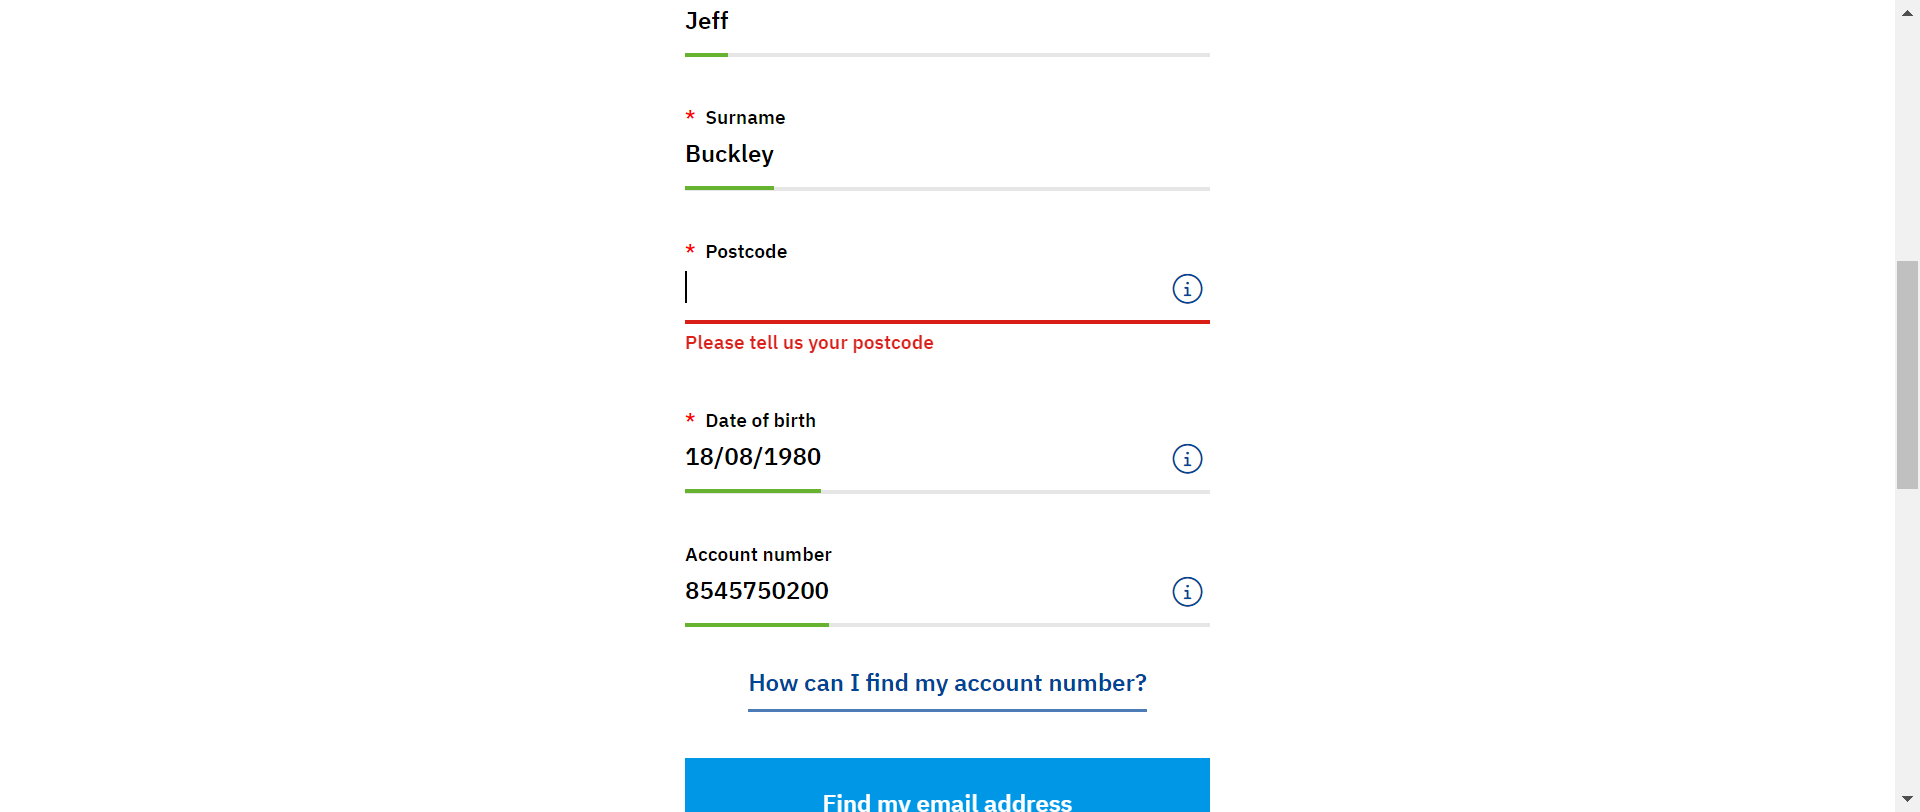 Jeff
* Surname
Buckley
* Postcode
Please tell us your postcode
* Date of birth
18/08/1980
Account number
8545750200
How can I find my account number?
Find my email address